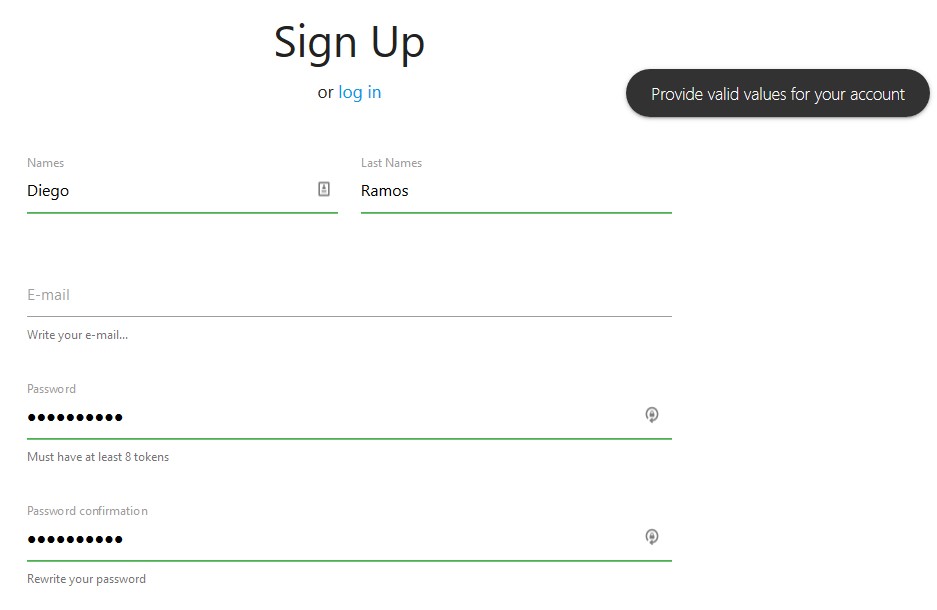 Sign Up
or log in
Provide valid values for your account
Names
Last Names
Diego
Ramos
E-mail
Write your e-mail...
Password
••••••••••
Must have at least 8 tokens
Password confirmation
••••••••••
Rewrite your password